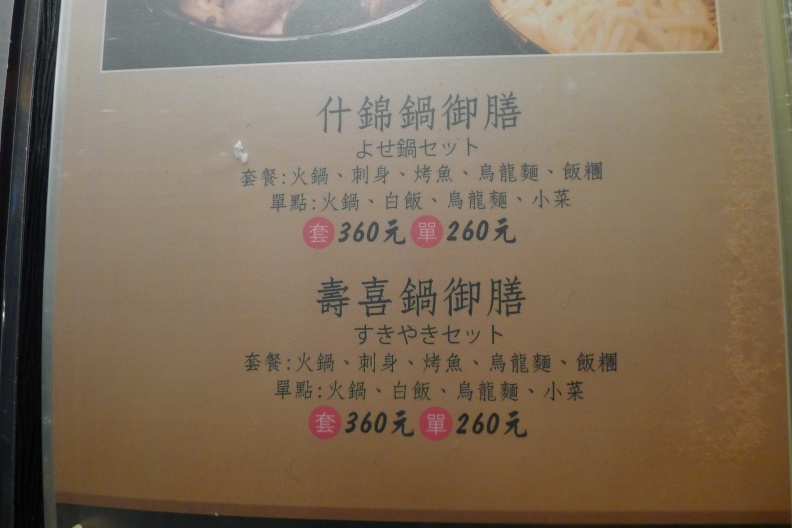 什錦鍋御膳
よせ鍋セット
套餐:火鍋、刺身、烤魚、烏龍麵、飯糰
單點:火鍋、白飯、烏龍麵、小菜
套 360元 單 260元
壽喜鍋御膳
すきやきセット
套餐:火鍋、刺身、烤魚、烏龍麵、飯糰
單點:火鍋、白飯、烏龍麵、小菜
套 360元 單 260元